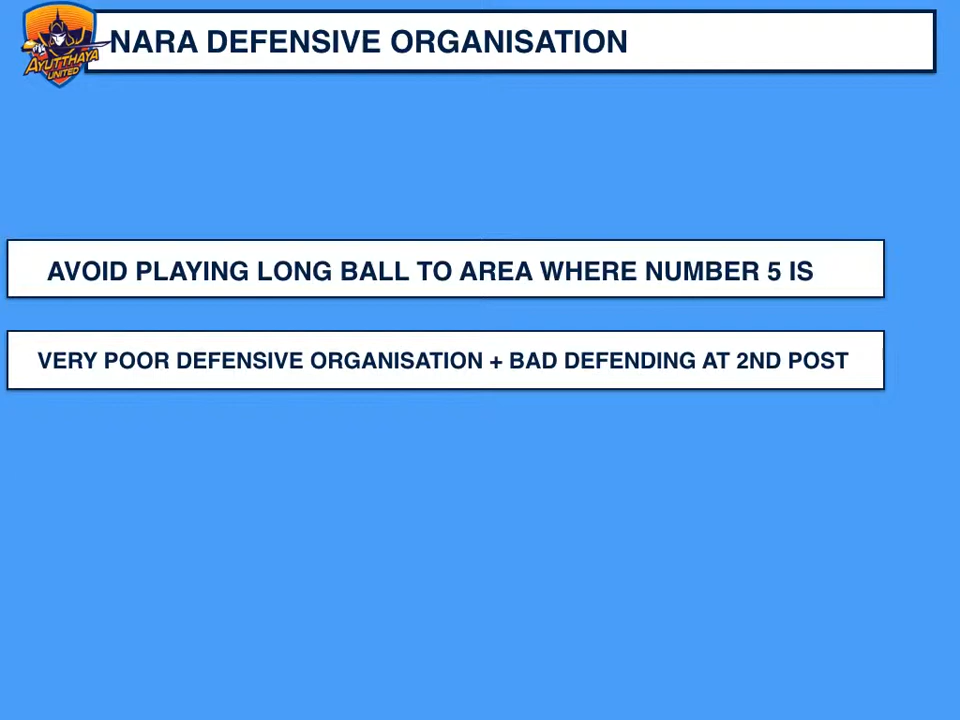 NARA DEFENSIVE ORGANISATION
AYUTTHAYA
UNITED
AVOID PLAYING LONG BALL TO AREA WHERE NUMBER 5 IS
VERY POOR DEFENSIVE ORGANISATION + BAD DEFENDING AT 2ND POST